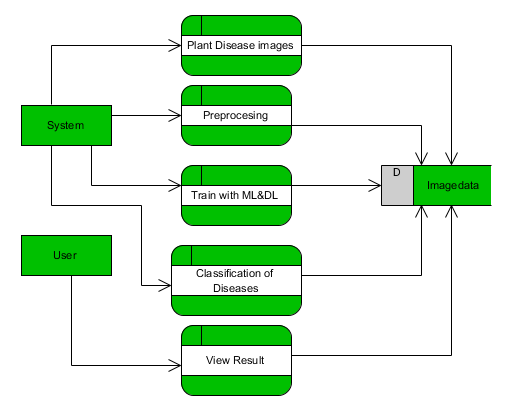 Plant Disease images
System
Preprocesing
D
Imagedata
Train with ML&DL
User
Classification of
Diseases
View Result